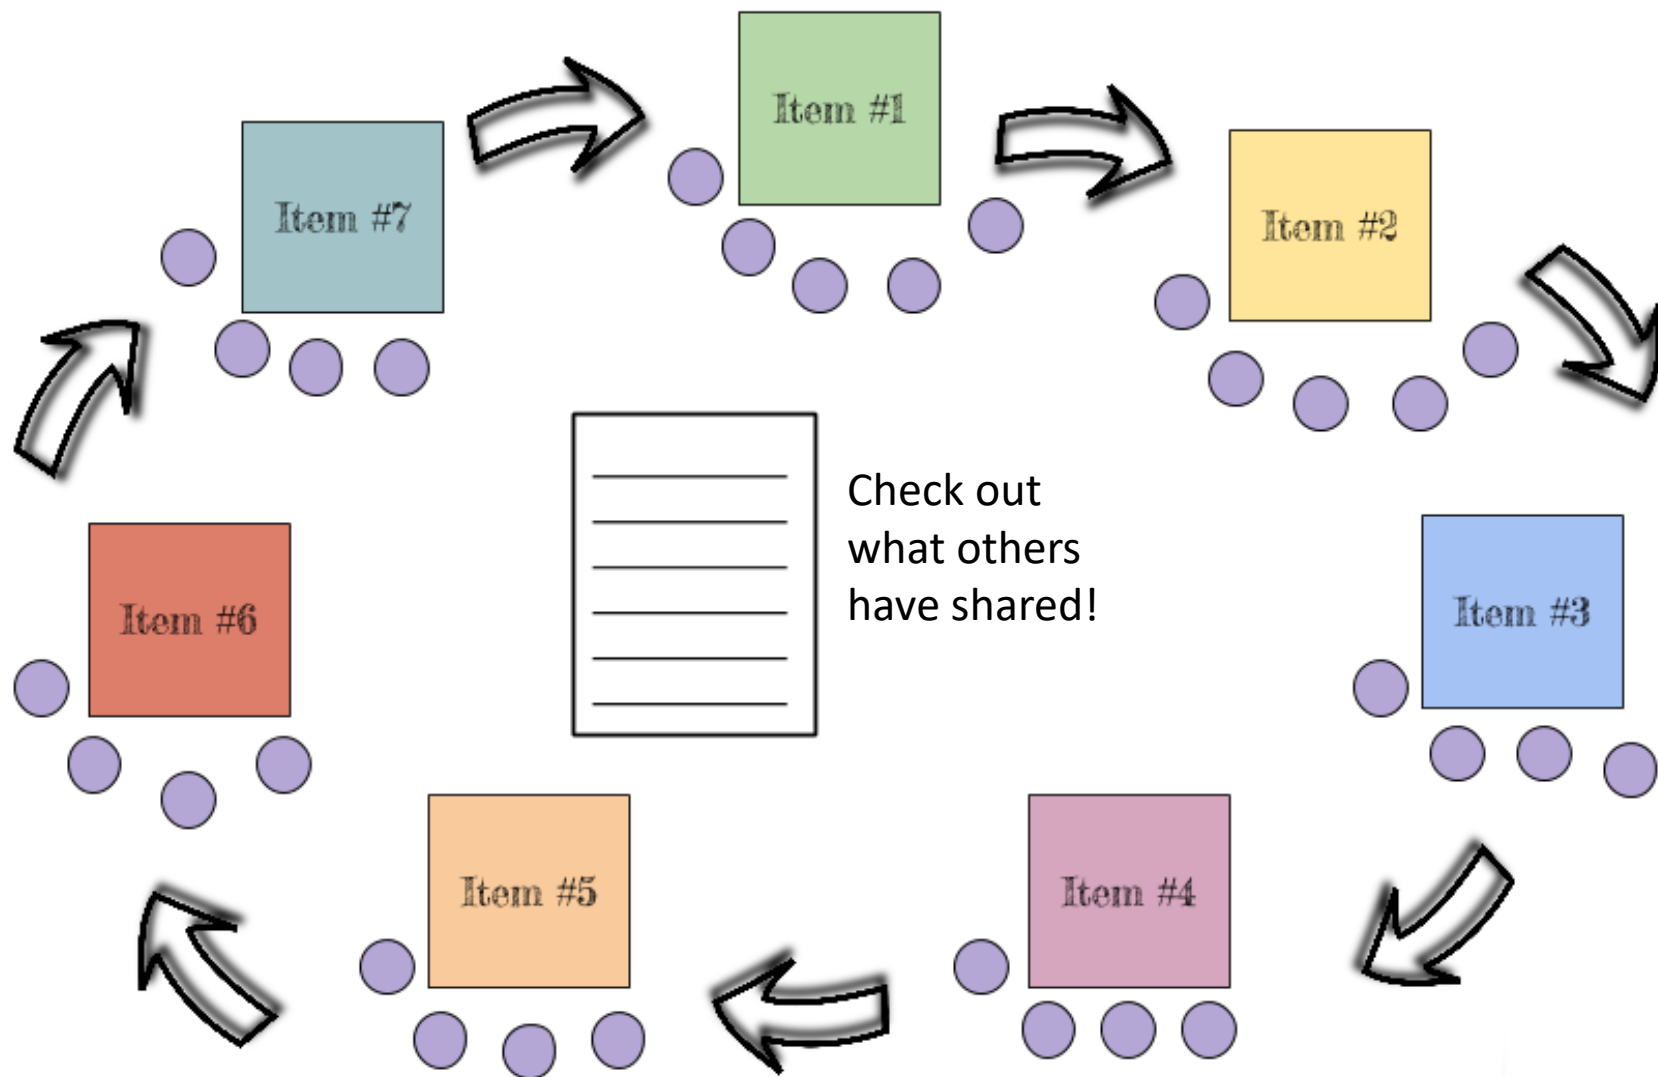 Item #1
Item #2
Item #3
Item #4
Item #5
Item #6
Item #7
Check out
what others
have shared!